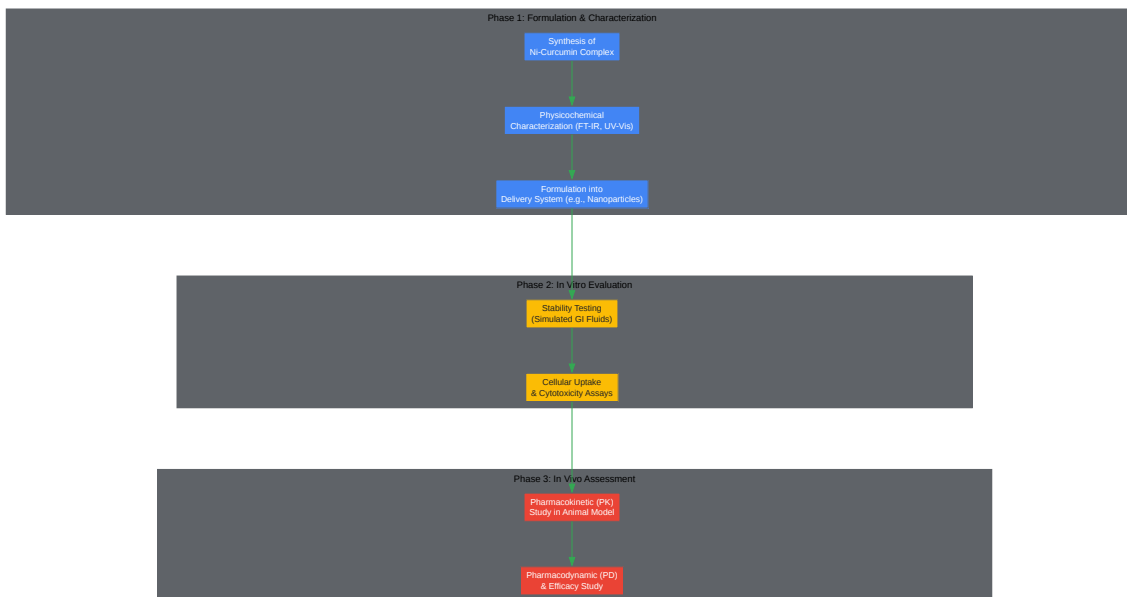 Phase 1: Formulation & Characterization
Synthesis of
Ni-Curcumin Complex
Physicochemical
Characterization (FT-IR, UV-Vis)
Formulation into
Delivery System (e.g., Nanoparticles)
Phase 2: In Vitro Evaluation
Stability Testing
(Simulated GI Fluids)
Cellular Uptake
& Cytotoxicity Assays
Phase 3: In Vivo Assessment
Pharmacokinetic (PK)
Study in Animal Model
Pharmacodynamic (PD)
& Efficacy Study